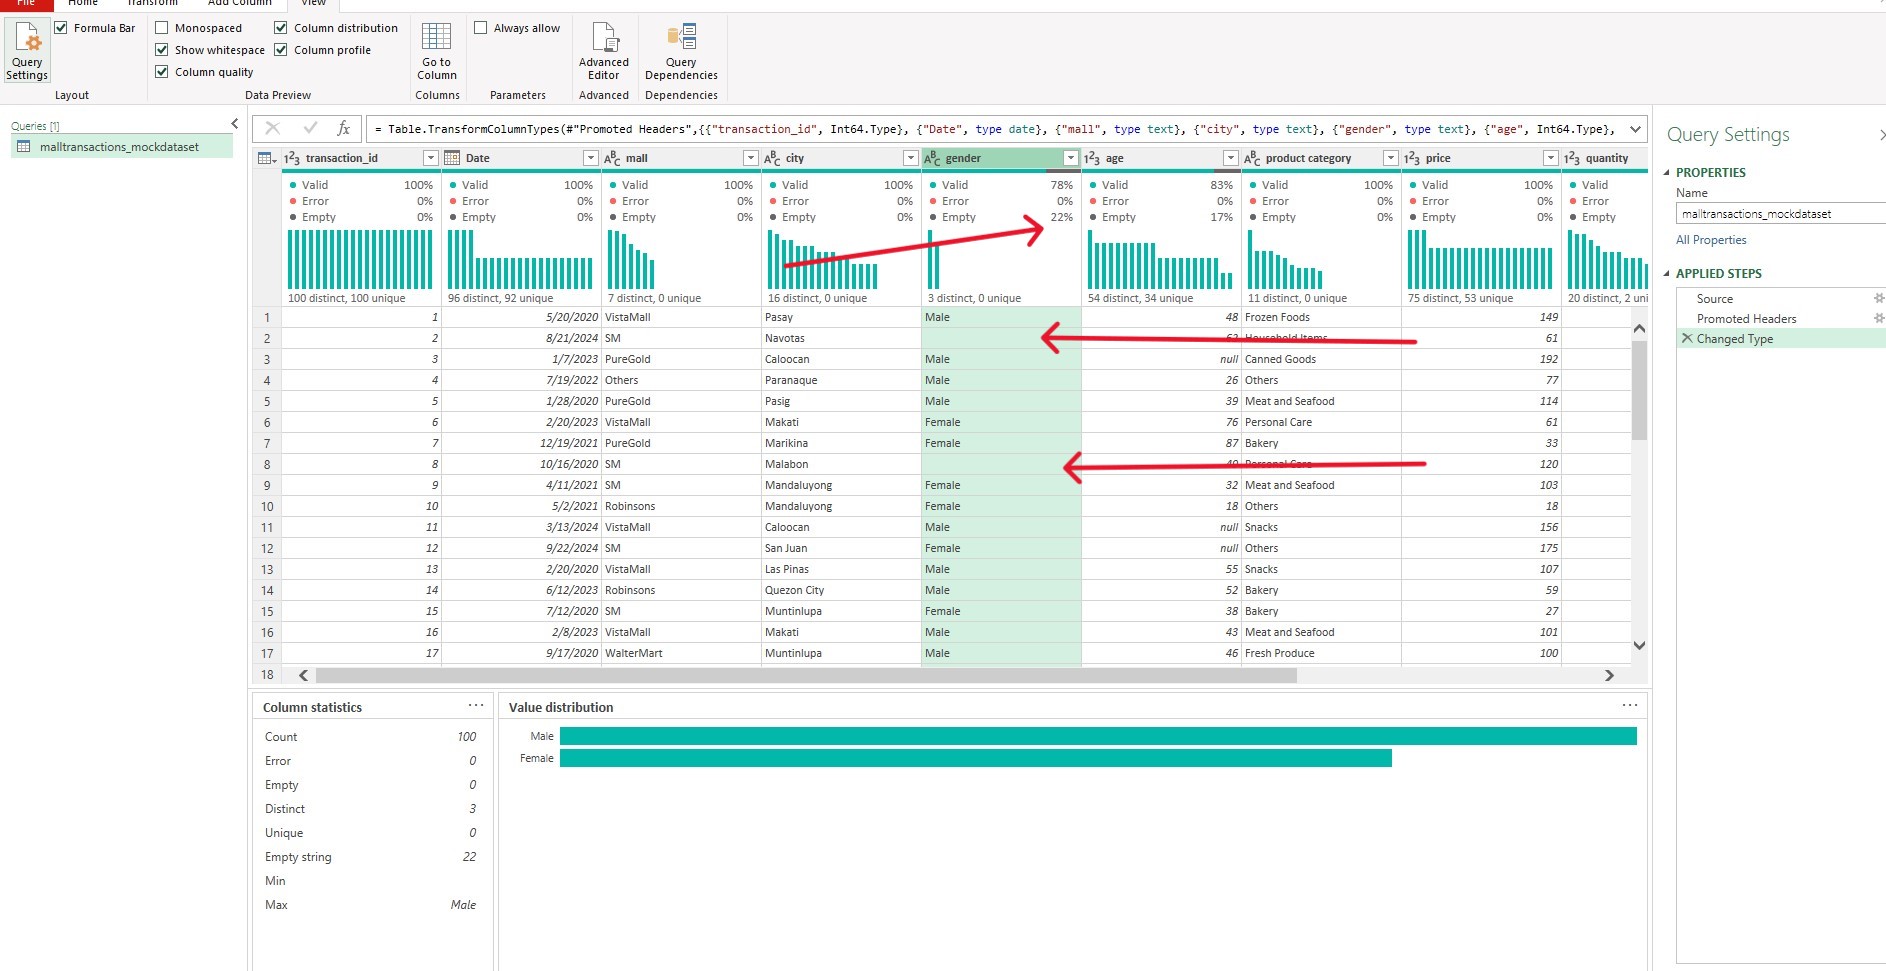 File Home Transform Add Column View
Formula Bar Monospaced Column distribution Always allow
Show whitespace Column profile
Query Settings Column quality Go to Column Advanced Editor Query Dependencies
Layout Data Preview Columns Parameters Advanced Dependencies
Queries [1]
malltransactions_mockdataset
fx = Table.TransformColumnTypes(#"Promoted Headers",{{"transaction_id", Int64.Type}, {"Date", type date}, {"mall", type text}, {"city", type text}, {"gender", type text}, {"age", Int64.Type},
transaction_id Date mall city gender age product category price quantity
Valid 100% Valid 100% Valid 100% Valid 100% Valid 78% Valid 83% Valid 100% Valid 100% Valid
Error 0% Error 0% Error 0% Error 0% Error 0% Error 0% Error 0% Error 0% Error
Empty 0% Empty 0% Empty 0% Empty 0% Empty 22% Empty 17% Empty 0% Empty 0% Empty
100 distinct, 100 unique 96 distinct, 92 unique 7 distinct, 0 unique 16 distinct, 0 unique 3 distinct, 0 unique 54 distinct, 34 unique 11 distinct, 0 unique 75 distinct, 53 unique 20 distinct, 2 uni
1 1 5/20/2020 VistaMall Pasay Male 48 Frozen Foods 149
2 2 8/21/2024 SM Navotas Household Items 61
3 3 1/7/2023 PureGold Caloocan Male null Canned Goods 192
4 4 7/19/2022 Others Paranaque Male 26 Others 77
5 5 1/28/2020 PureGold Pasig Male 39 Meat and Seafood 114
6 6 2/20/2023 VistaMall Makati Female 76 Personal Care 61
7 7 12/19/2021 PureGold Marikina Female 87 Bakery 33
8 8 10/16/2020 SM Malabon Personal Care 120
9 9 4/11/2021 SM Mandaluyong Female 32 Meat and Seafood 103
10 10 5/2/2021 Robinsons Mandaluyong Female 18 Others 18
11 11 3/13/2024 VistaMall Caloocan Male null Snacks 156
12 12 9/22/2024 SM San Juan Female null Others 175
13 13 2/20/2020 VistaMall Las Pinas Male 55 Snacks 107
14 14 6/12/2023 Robinsons Quezon City Male 52 Bakery 59
15 15 7/12/2020 SM Muntinlupa Female 38 Bakery 27
16 16 2/8/2023 VistaMall Makati Male 43 Meat and Seafood 101
17 17 9/17/2020 WalterMart Muntinlupa Male 46 Fresh Produce 100
18
Column statistics
Count 100
Error 0
Empty 0
Distinct 3
Unique 0
Empty string 22
Min
Max Male
Value distribution
Male
Female
Query Settings
PROPERTIES
Name
malltransactions_mockdataset
All Properties
APPLIED STEPS
Source
Promoted Headers
Changed Type